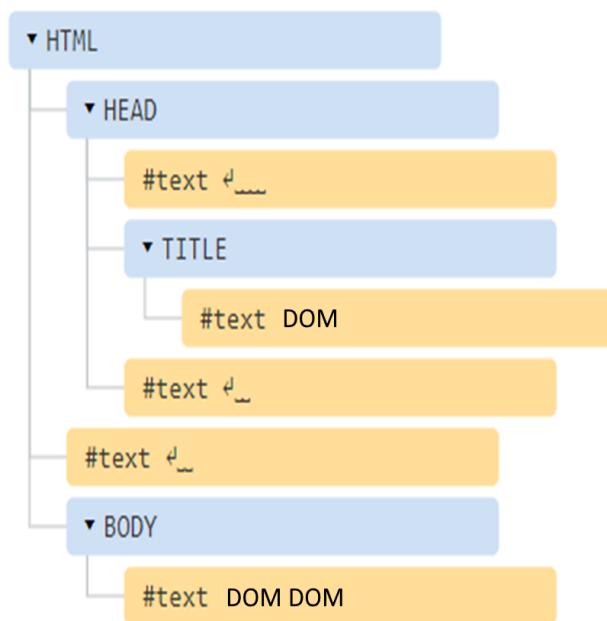 ▾ HTML
▾ HEAD
#text ↲␣␣␣␣
▾ TITLE
#text DOM
#text ↲␣␣
#text ↲␣␣
▾ BODY
#text DOM DOM